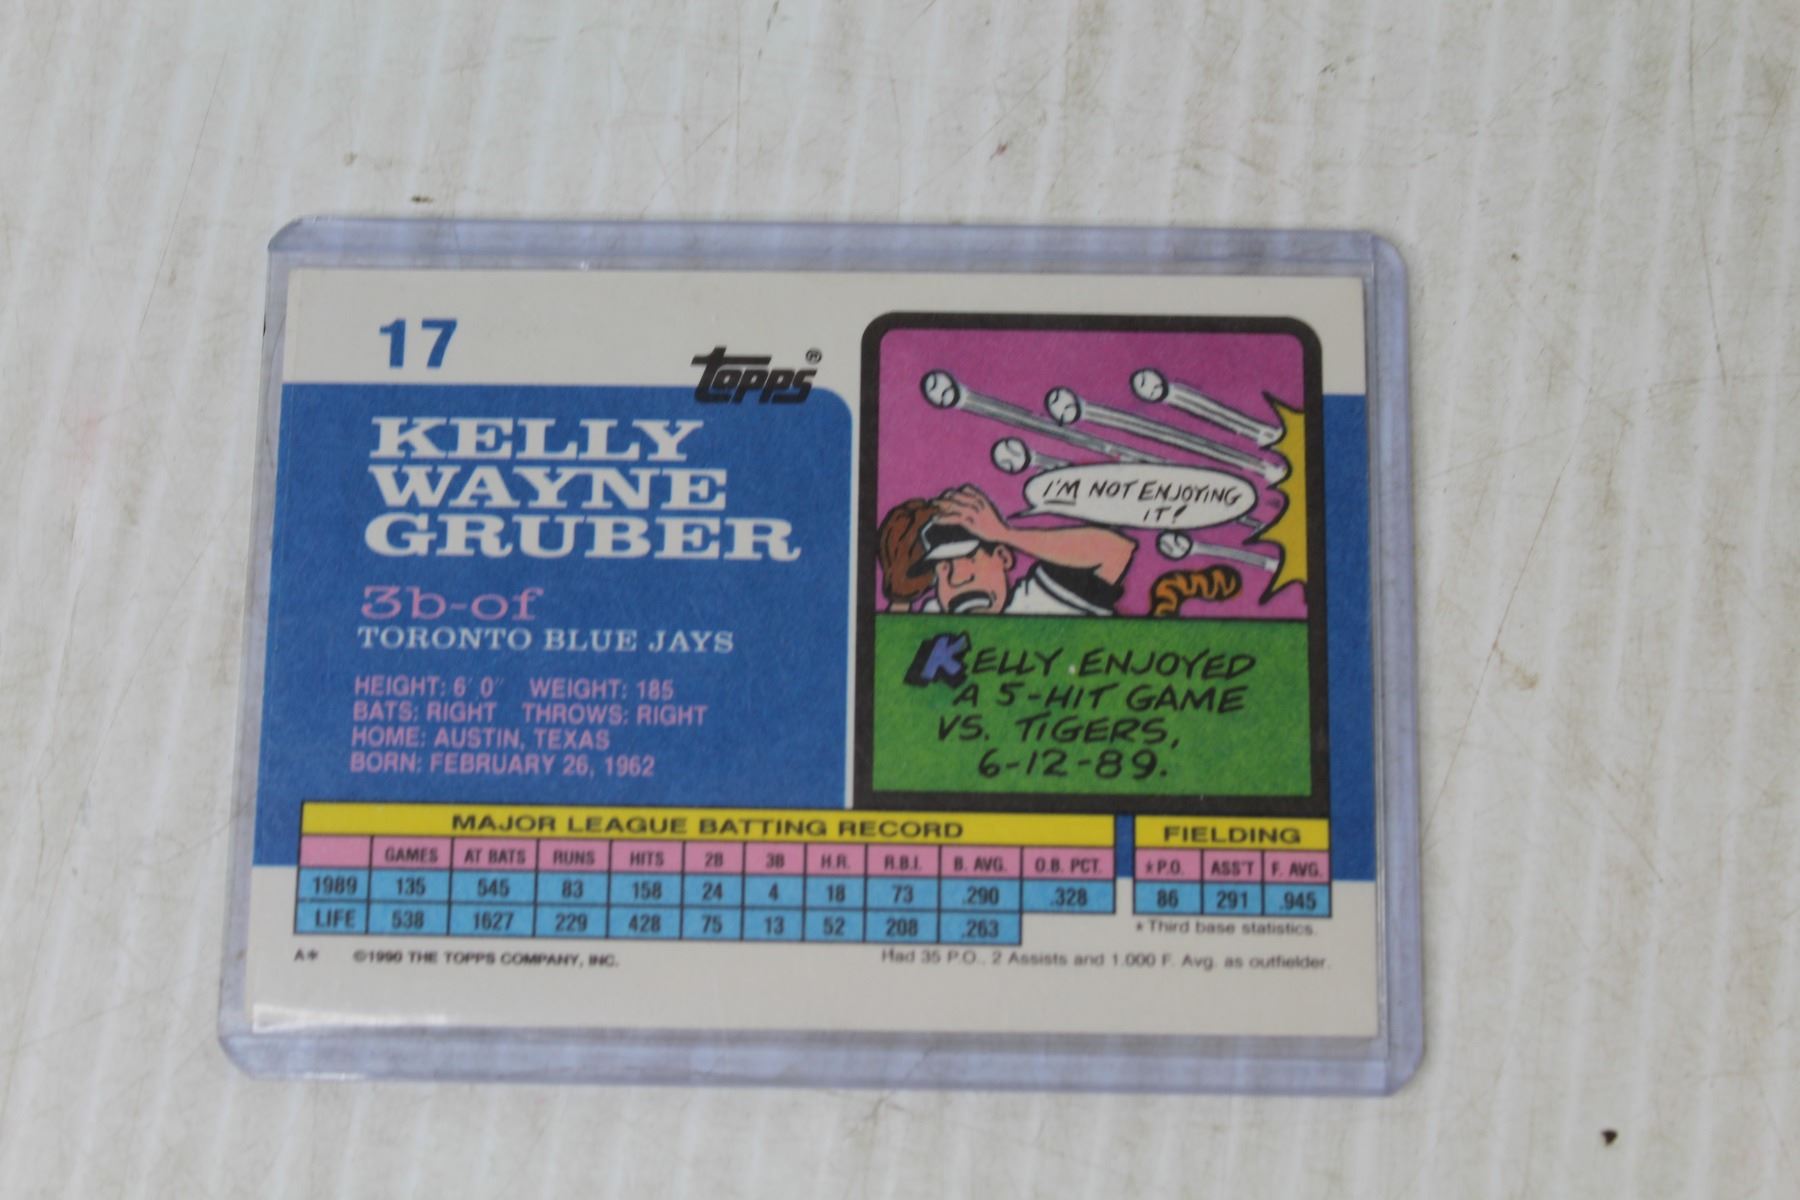 17
topps®
KELLY
WAYNE
GRUBER
3b-of
TORONTO BLUE JAYS
HEIGHT: 6' 0" WEIGHT: 185
BATS: RIGHT THROWS: RIGHT
HOME: AUSTIN, TEXAS
BORN: FEBRUARY 26, 1962
I'M NOT ENJOYING
IT!
KELLY ENJOYED
A 5-HIT GAME
VS. TIGERS,
6-12-89.
MAJOR LEAGUE BATTING RECORD
GAMES AT BATS RUNS HITS 2B 3B H.R. R.B.I. B. AVG. O.B. PCT.
1989 135 545 83 158 24 4 18 73 .290 .328
LIFE 538 1627 229 428 75 13 52 208 .263
FIELDING
*P.O. ASS'T F. AVG.
86 291 .945
*Third base statistics.
A* ©1990 THE TOPPS COMPANY, INC.
Had 35 P.O., 2 Assists and 1.000 F. Avg. as outfielder.